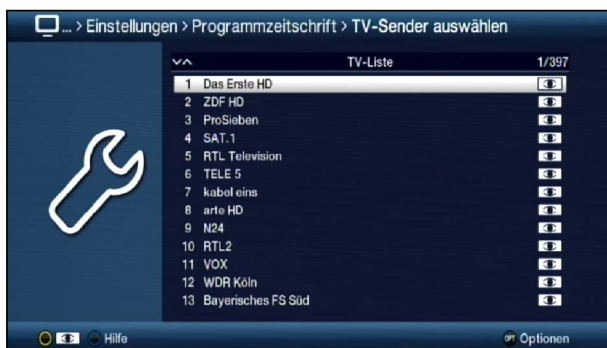 ... > Einstellungen > Programmzeitschrift > TV-Sender auswählen
TV-Liste 1/397
1 Das Erste HD
2 ZDF HD
3 ProSieben
4 SAT.1
5 RTL Television
6 TELE 5
7 kabel eins
8 arte HD
9 N24
10 RTL2
11 VOX
12 WDR Köln
13 Bayerisches FS Süd
Hilfe OPT Optionen